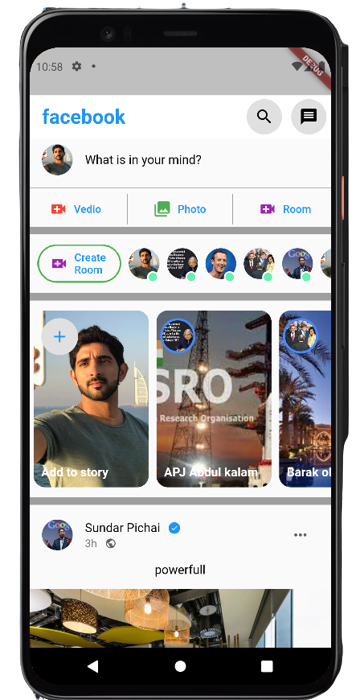 10:58
DEBUG
facebook
What is in your mind?
Vedio
Photo
Room
Create
Room
Google
SRO
Research Organisation
Add to story
APJ Abdul kalam
Barak o
Sundar Pichai
3h
powerfull